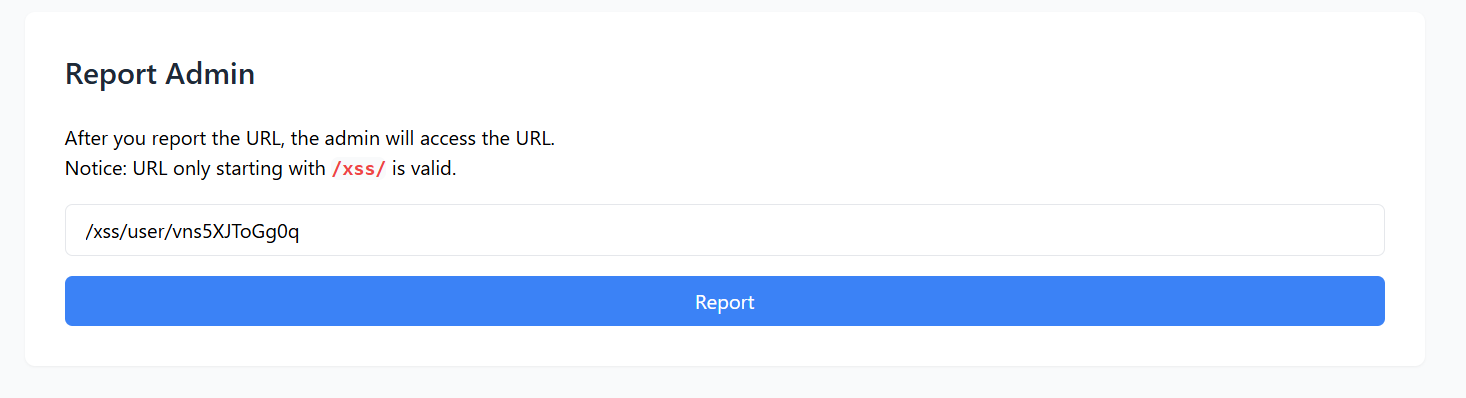 Report Admin
After you report the URL, the admin will access the URL.
Notice: URL only starting with /xss/ is valid.
/xss/user/vns5XJToGg0q
Report